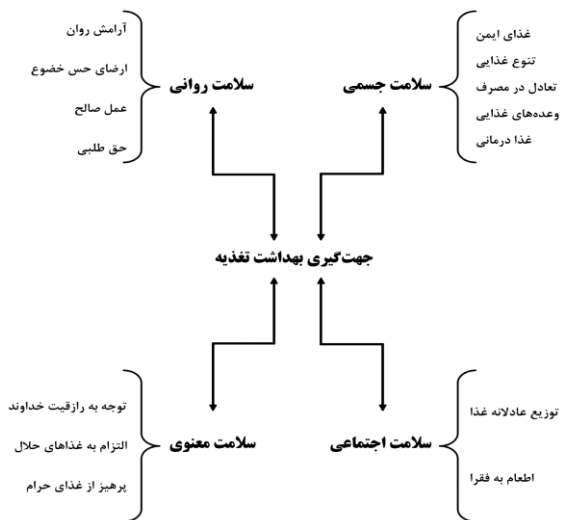 سلامت جسمی
غذای ایمن
تنوع غذایی
تعادل در مصرف
وعده‌های غذایی
غذا درمانی
سلامت روانی
آرامش روان
ارضای حس خضوع
عمل صالح
حق طلبی
جهت‌گیری بهداشت تغذیه
سلامت اجتماعی
توزیع عادلانه غذا
اطعام به فقرا
سلامت معنوی
توجه به رازقیت خداوند
التزام به غذاهای حلال
پرهیز از غذای حرام